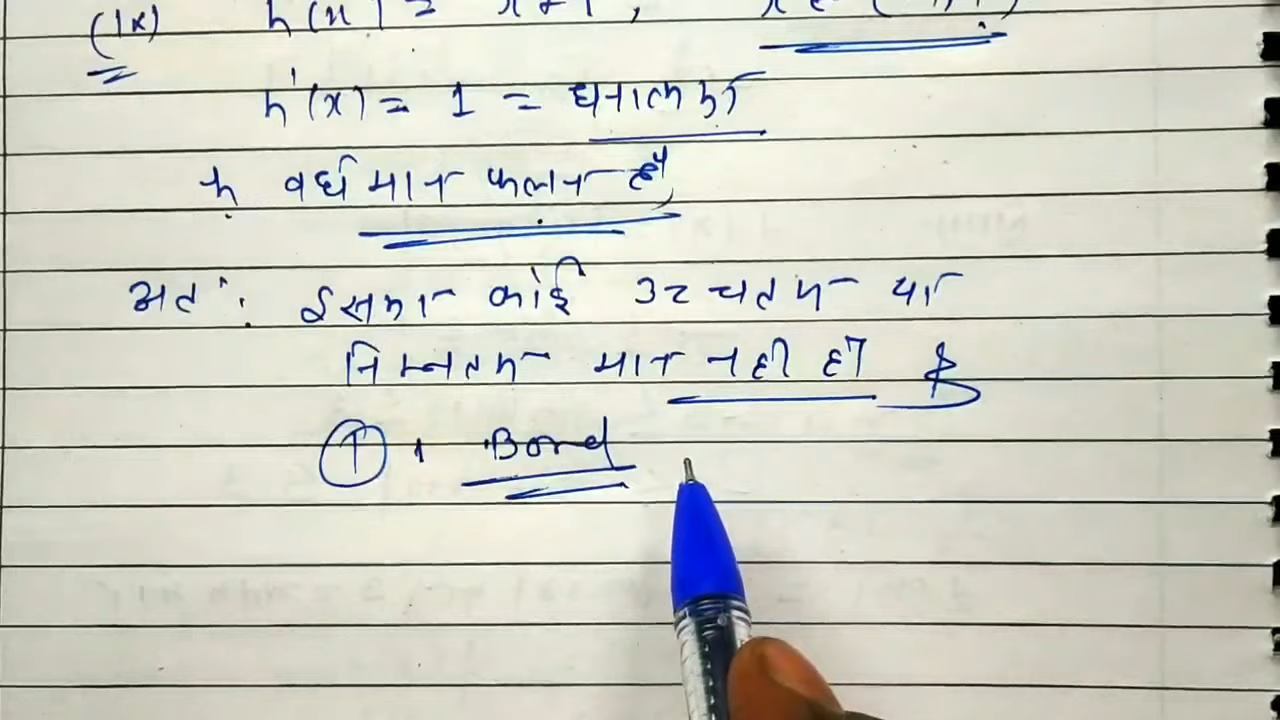 (ix) h(x) = x+1,
h'(x) = 1 = धनात्मक
h वर्धमान फलन है,
अतः इसका कोई उच्चतम या
निम्नतम मान नही है
↑ , Bond